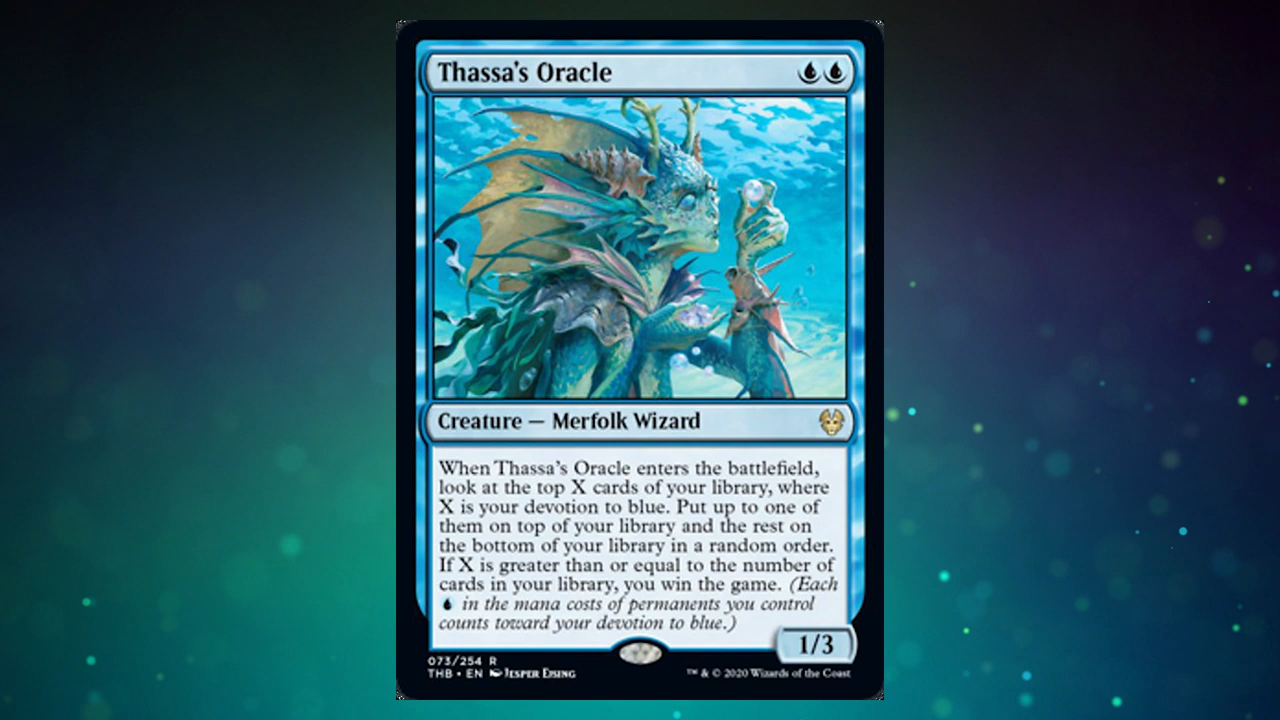 Thassa's Oracle
Creature — Merfolk Wizard
When Thassa's Oracle enters the battlefield,
look at the top X cards of your library, where
X is your devotion to blue. Put up to one of
them on top of your library and the rest on
the bottom of your library in a random order.
If X is greater than or equal to the number of
cards in your library, you win the game. (Each
in the mana costs of permanents you control
counts toward your devotion to blue.)
1/3
073/254 R
THB • EN Jesper Ejsing
™ & © 2020 Wizards of the Coast